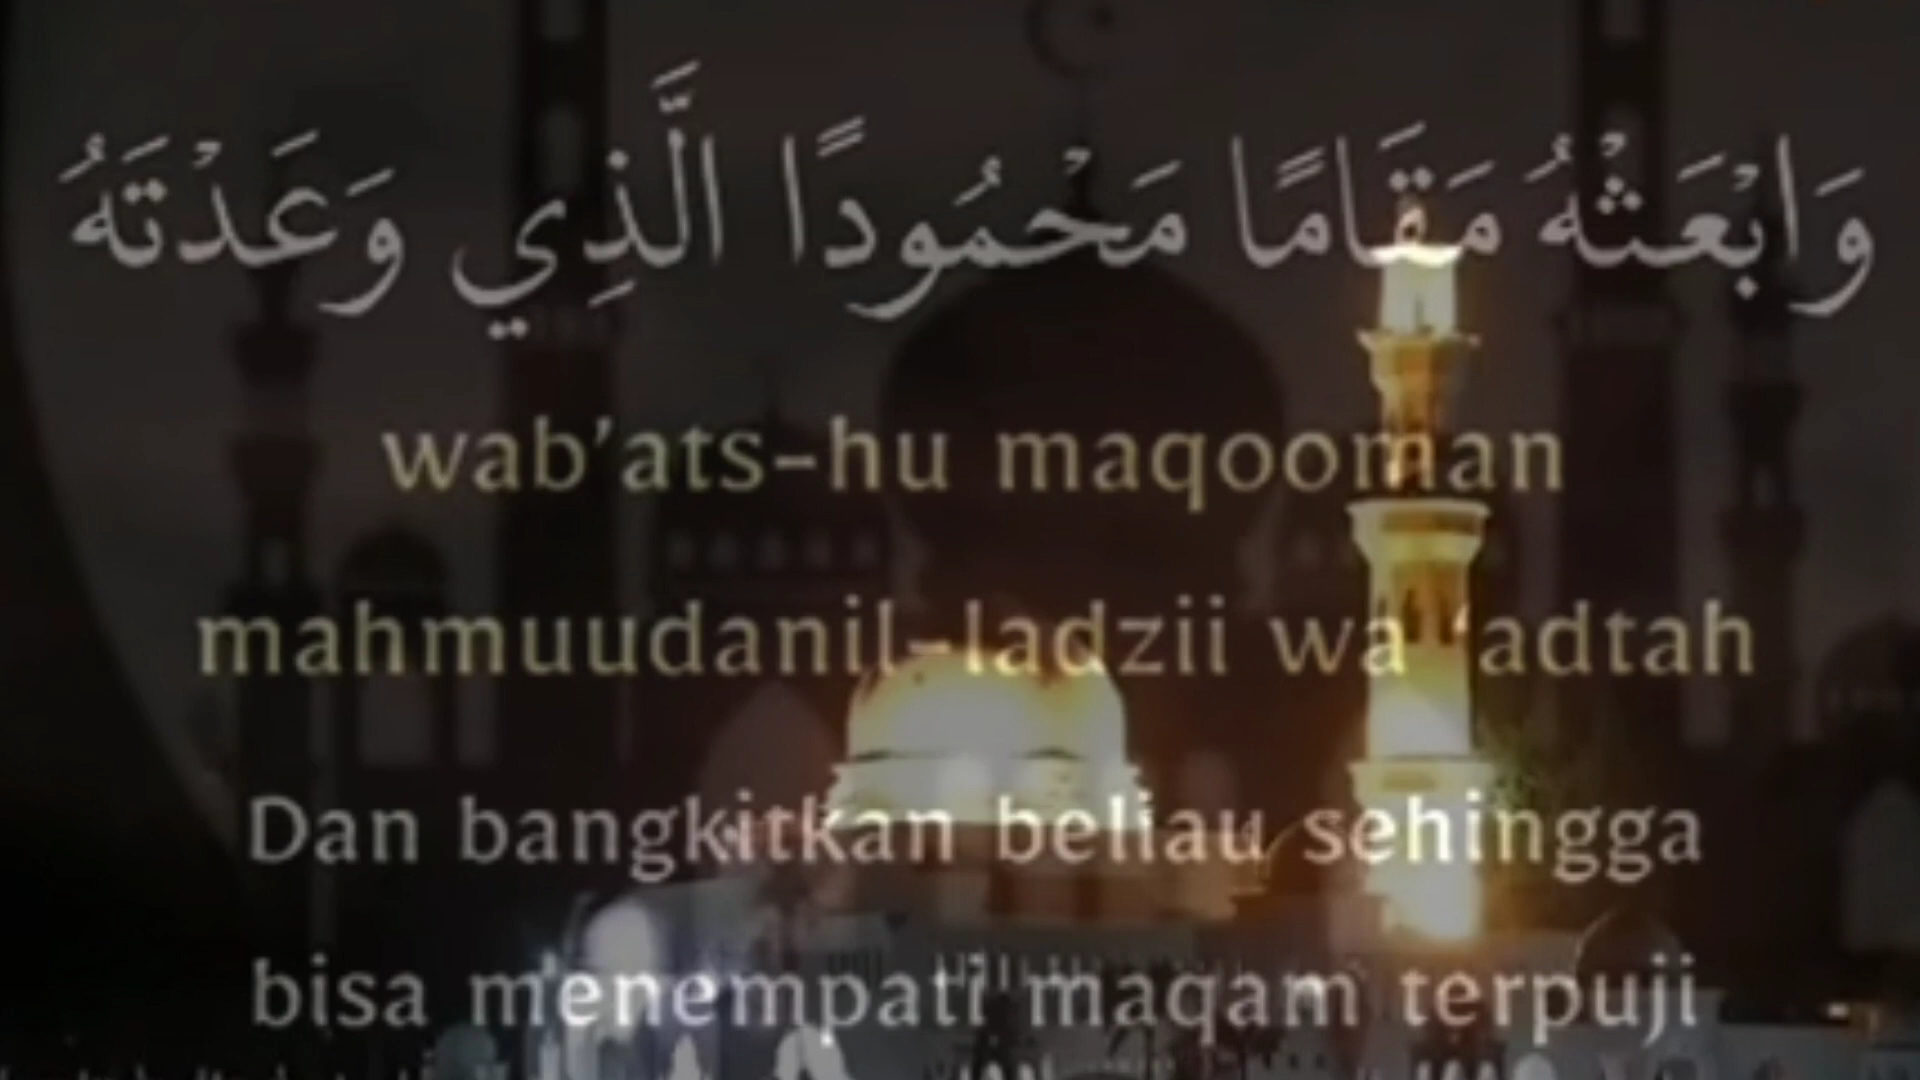 وَابْعَثْهُ مَقَامًا مَحْمُودًا الَّذِي وَعَدْتَهُ
wab'ats-hu maqooman
mahmuudanil-ladzii wa 'adtah
Dan bangkitkan beliau sehingga
bisa menempati maqam terpuji